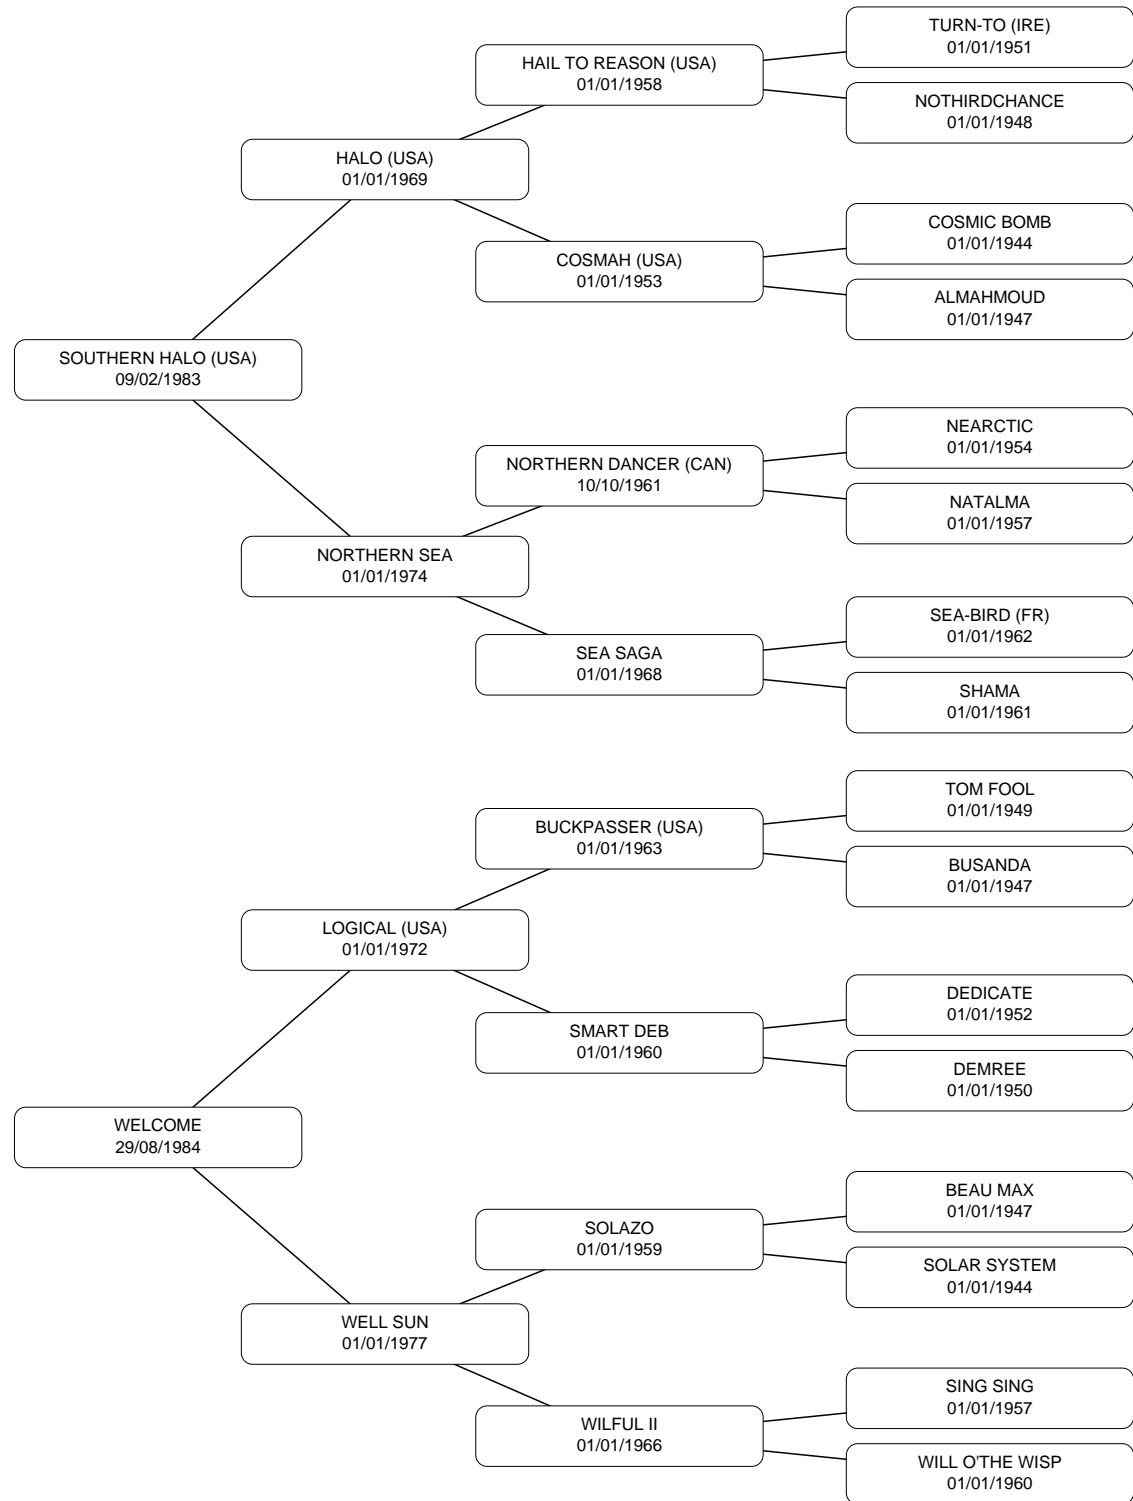 TURN-TO (IRE)
01/01/1951
HAIL TO REASON (USA)
01/01/1958
NOTHIRDCHANCE
01/01/1948
HALO (USA)
01/01/1969
COSMIC BOMB
01/01/1944
COSMAH (USA)
01/01/1953
ALMAHMOUD
01/01/1947
SOUTHERN HALO (USA)
09/02/1983
NEARCTIC
01/01/1954
NORTHERN DANCER (CAN)
10/10/1961
NATALMA
01/01/1957
NORTHERN SEA
01/01/1974
SEA-BIRD (FR)
01/01/1962
SEA SAGA
01/01/1968
SHAMA
01/01/1961
TOM FOOL
01/01/1949
BUCKPASSER (USA)
01/01/1963
BUSANDA
01/01/1947
LOGICAL (USA)
01/01/1972
DEDICATE
01/01/1952
SMART DEB
01/01/1960
DEMREE
01/01/1950
WELCOME
29/08/1984
BEAU MAX
01/01/1947
SOLAZO
01/01/1959
SOLAR SYSTEM
01/01/1944
WELL SUN
01/01/1977
SING SING
01/01/1957
WILFUL II
01/01/1966
WILL O'THE WISP
01/01/1960